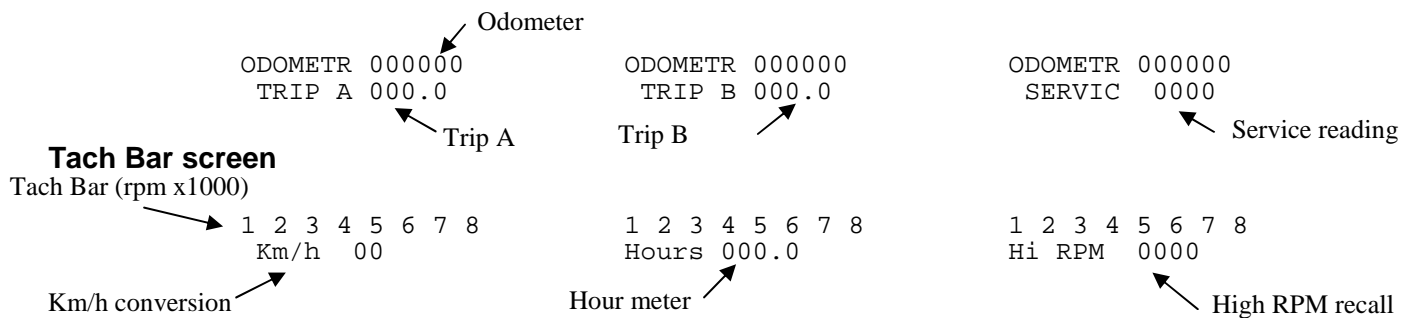 Odometer
ODOMETR 000000 ODOMETR 000000 ODOMETR 000000
TRIP A 000.0 TRIP B 000.0 SERVIC 0000
Trip A Trip B Service reading
Tach Bar screen
Tach Bar (rpm x1000)
1 2 3 4 5 6 7 8 1 2 3 4 5 6 7 8 1 2 3 4 5 6 7 8
Km/h 00 Hours 000.0 Hi RPM 0000
Km/h conversion Hour meter High RPM recall